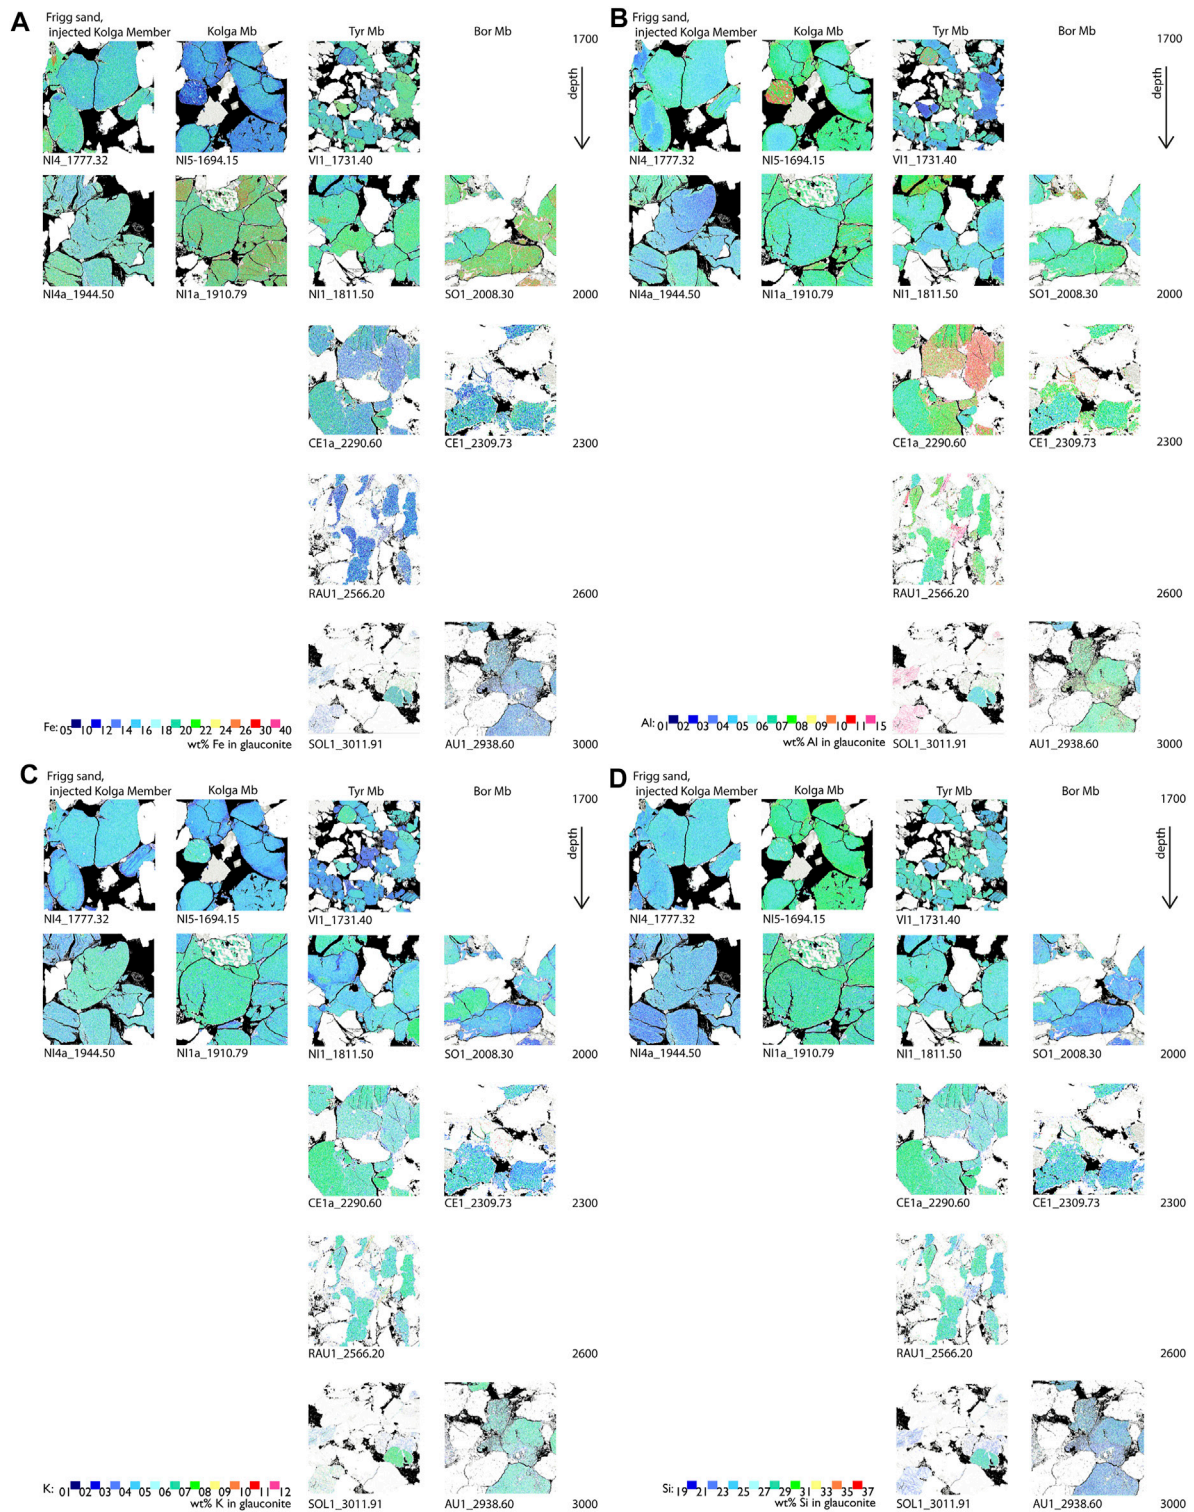 A
Frigg sand,
injected Kolga Member Kolga Mb Tyr Mb Bor Mb
1700
depth
NI4_1777.32 NI5-1694.15 VI1_1731.40
NI4a_1944.50 NI1a_1910.79 NI1_1811.50 SO1_2008.30 2000
CE1a_2290.60 CE1_2309.73 2300
RAU1_2566.20 2600
Fe: 05 10 12 14 16 18 20 22 24 26 30 40
wt% Fe in glauconite
SOL1_3011.91 AU1_2938.60 3000
B
Frigg sand,
injected Kolga Member Kolga Mb Tyr Mb Bor Mb
1700
depth
NI4_1777.32 NI5-1694.15 VI1_1731.40
NI4a_1944.50 NI1a_1910.79 NI1_1811.50 SO1_2008.30 2000
CE1a_2290.60 CE1_2309.73 2300
RAU1_2566.20 2600
Al: 01 02 03 04 05 06 07 08 09 10 11 15
wt% Al in glauconite
SOL1_3011.91 AU1_2938.60 3000
C
Frigg sand,
injected Kolga Member Kolga Mb Tyr Mb Bor Mb
1700
depth
NI4_1777.32 NI5-1694.15 VI1_1731.40
NI4a_1944.50 NI1a_1910.79 NI1_1811.50 SO1_2008.30 2000
CE1a_2290.60 CE1_2309.73 2300
RAU1_2566.20 2600
K: 01 02 03 04 05 06 07 08 09 10 11 12
wt% K in glauconite
SOL1_3011.91 AU1_2938.60 3000
D
Frigg sand,
injected Kolga Member Kolga Mb Tyr Mb Bor Mb
1700
depth
NI4_1777.32 NI5-1694.15 VI1_1731.40
NI4a_1944.50 NI1a_1910.79 NI1_1811.50 SO1_2008.30 2000
CE1a_2290.60 CE1_2309.73 2300
RAU1_2566.20 2600
Si: 19 21 23 25 27 29 31 33 35 37
wt% Si in glauconite
SOL1_3011.91 AU1_2938.60 3000